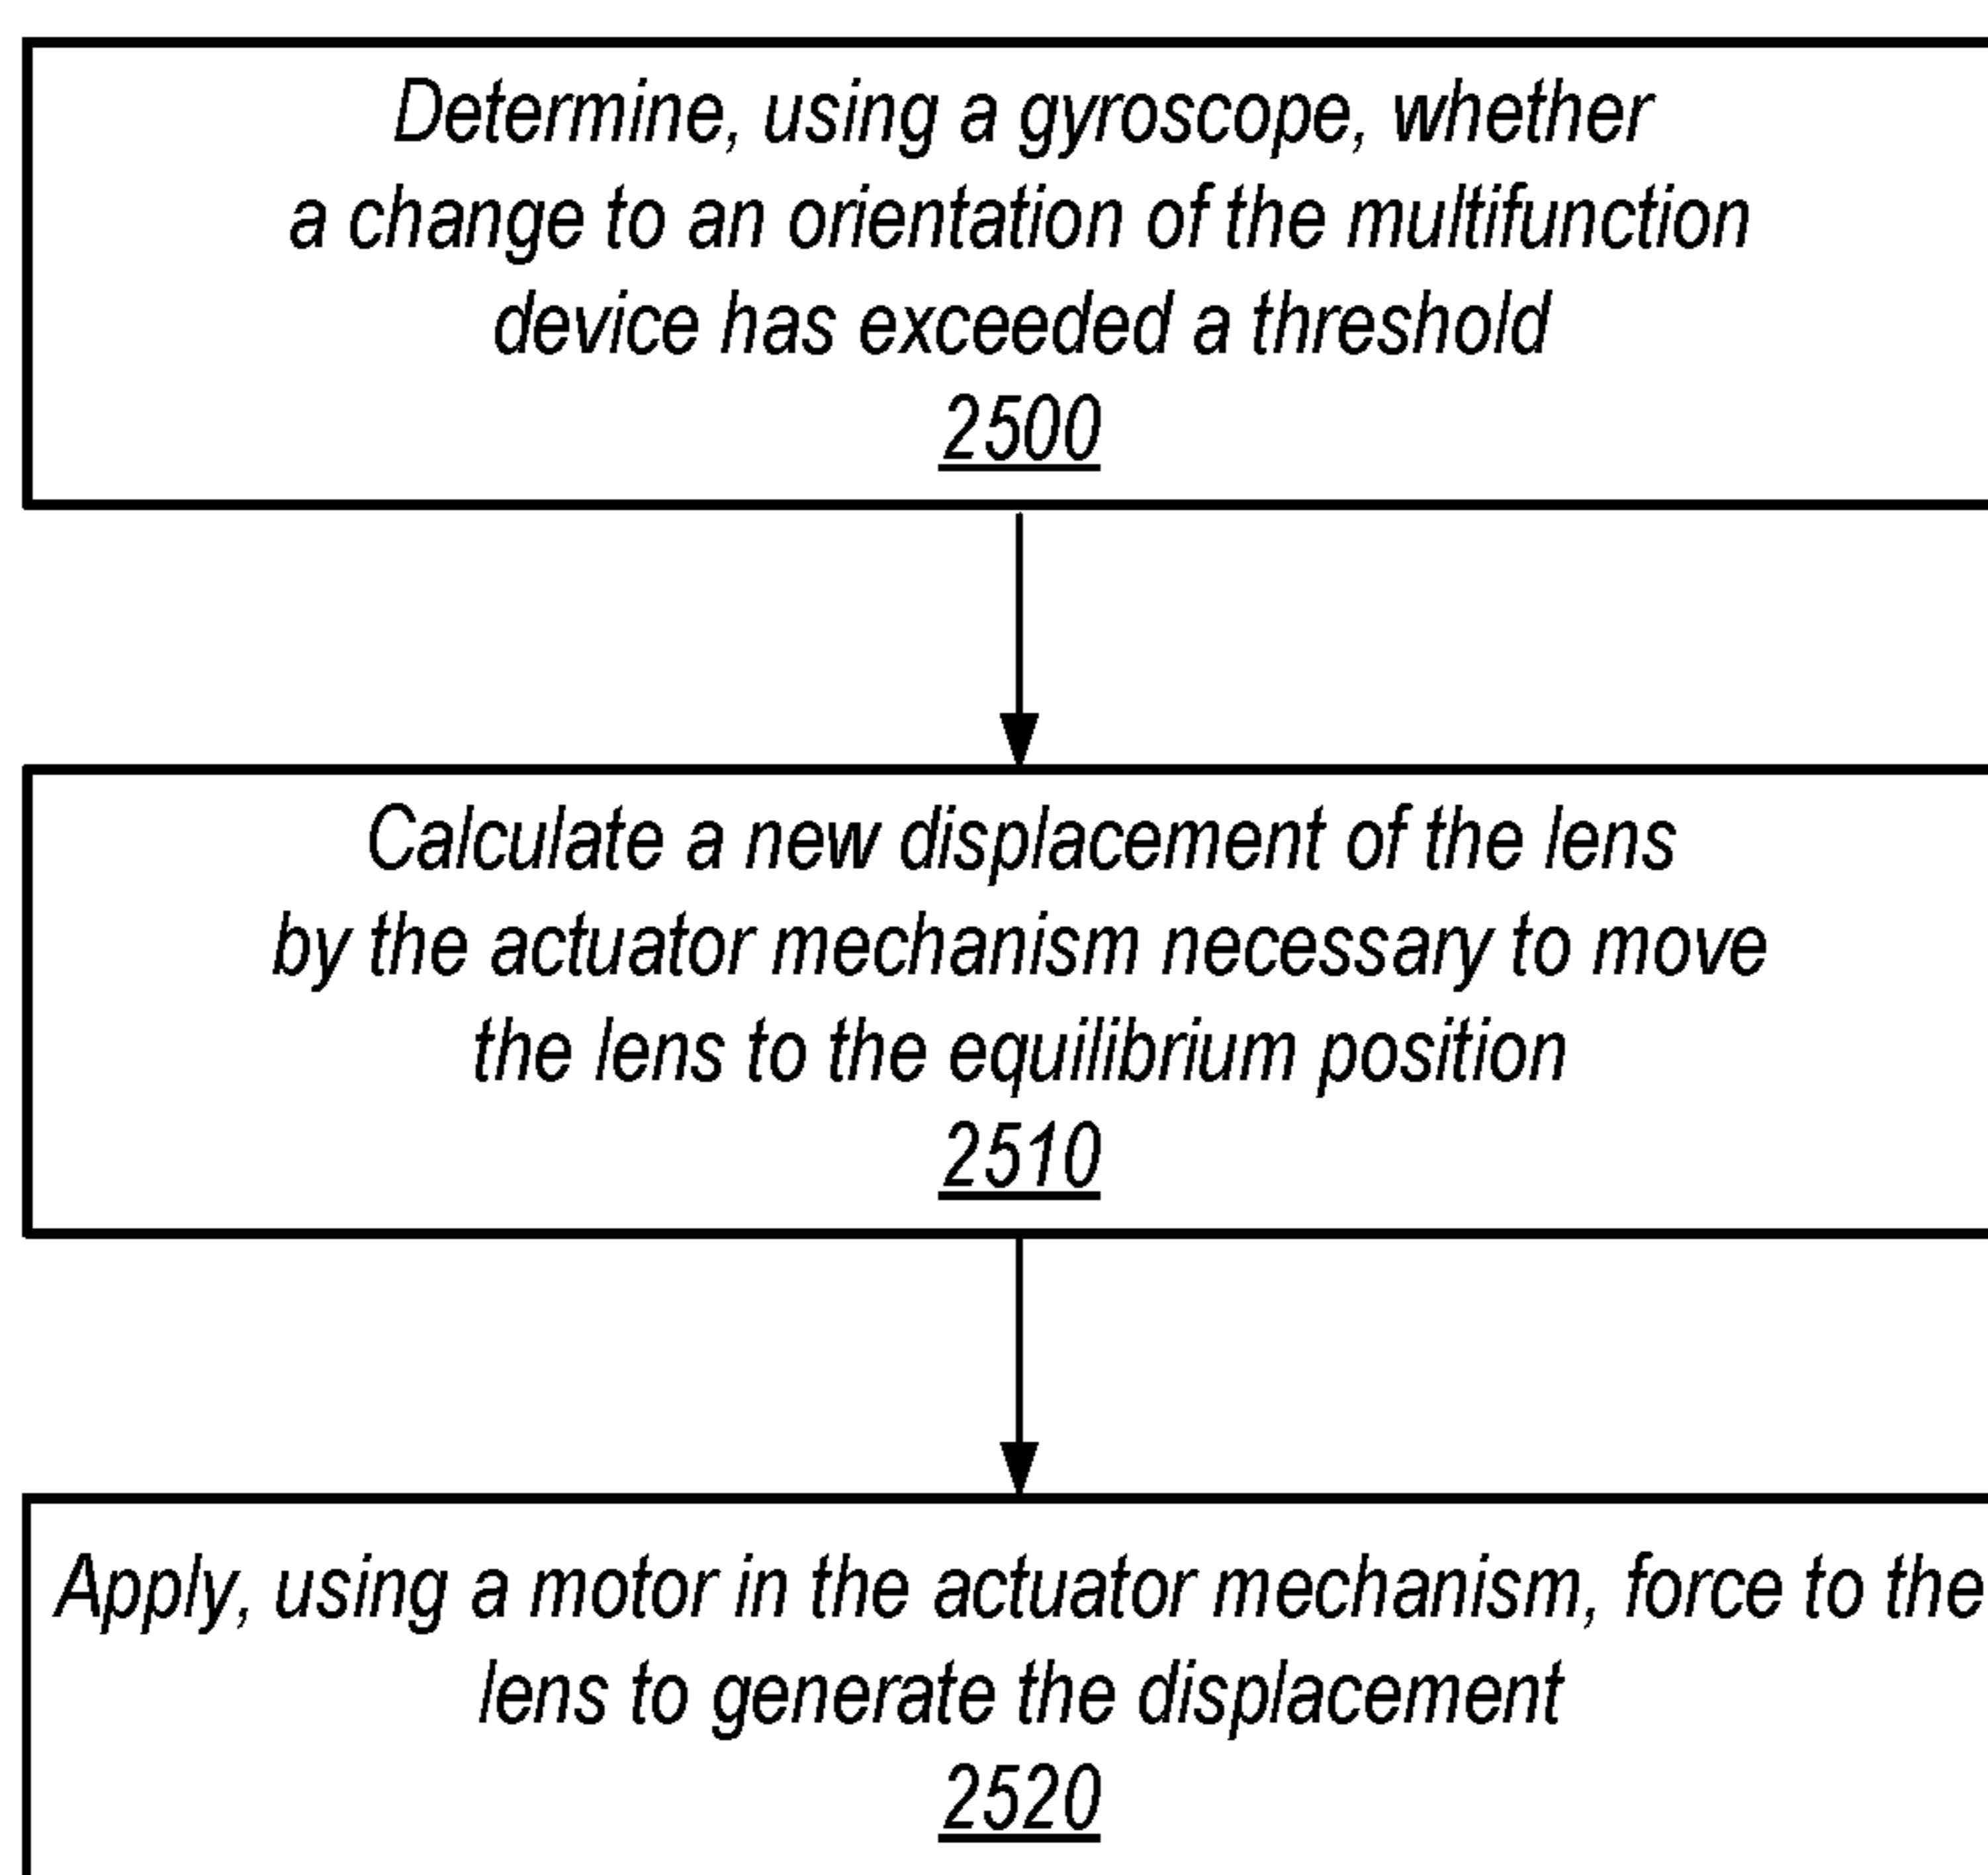 Determine, using a gyroscope, whether
a change to an orientation of the multifunction
device has exceeded a threshold
2500
Calculate a new displacement of the lens
by the actuator mechanism necessary to move
the lens to the equilibrium position
2510
Apply, using a motor in the actuator mechanism, force to the
lens to generate the displacement
2520